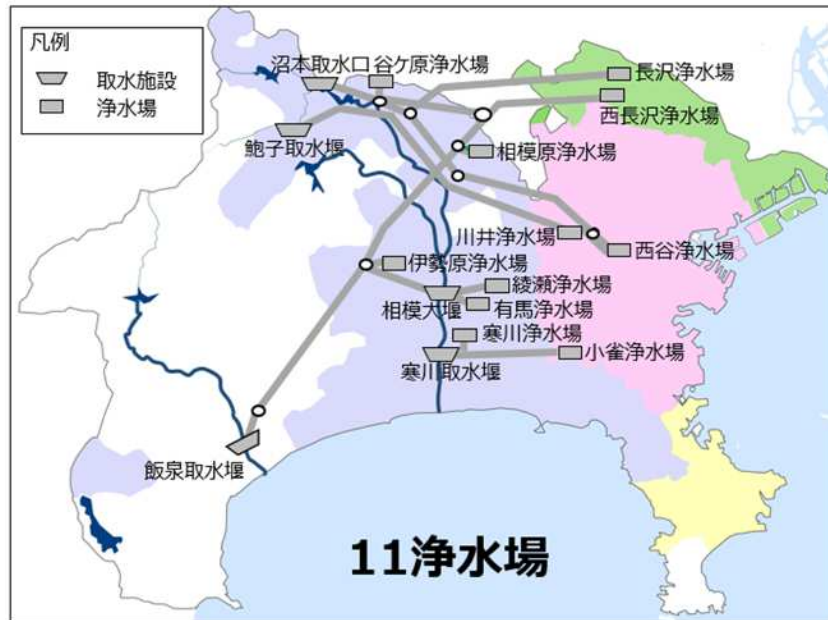 凡例
取水施設
浄水場
沼本取水口
谷ケ原浄水場
長沢浄水場
西長沢浄水場
鮑子取水堰
相模原浄水場
川井浄水場
西谷浄水場
伊勢原浄水場
綾瀬浄水場
相模大堰
有馬浄水場
寒川浄水場
寒川取水堰
小雀浄水場
飯泉取水堰
11浄水場